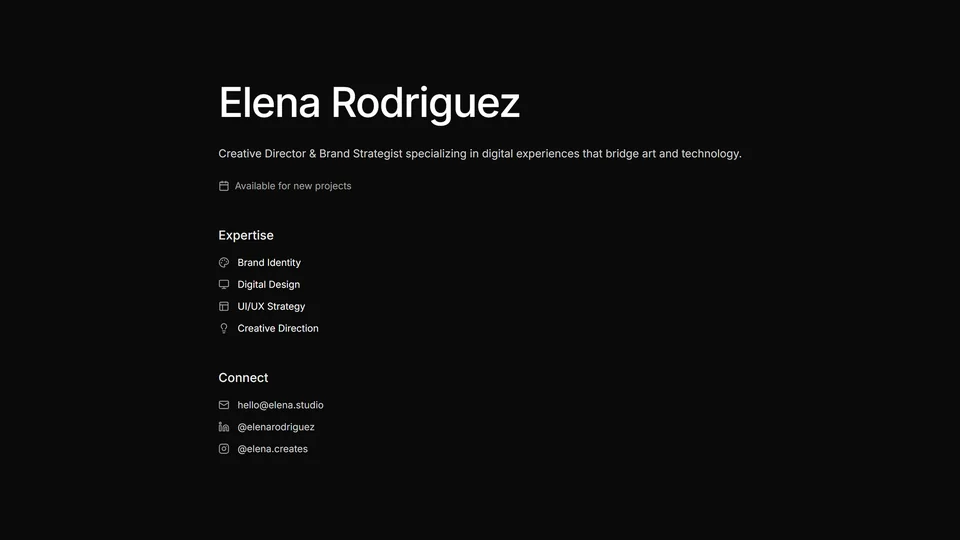 Elena Rodriguez
Creative Director & Brand Strategist specializing in digital experiences that bridge art and technology.
Available for new projects
Expertise
Brand Identity
Digital Design
UI/UX Strategy
Creative Direction
Connect
hello@elena.studio
@elenarodriguez
@elena.creates